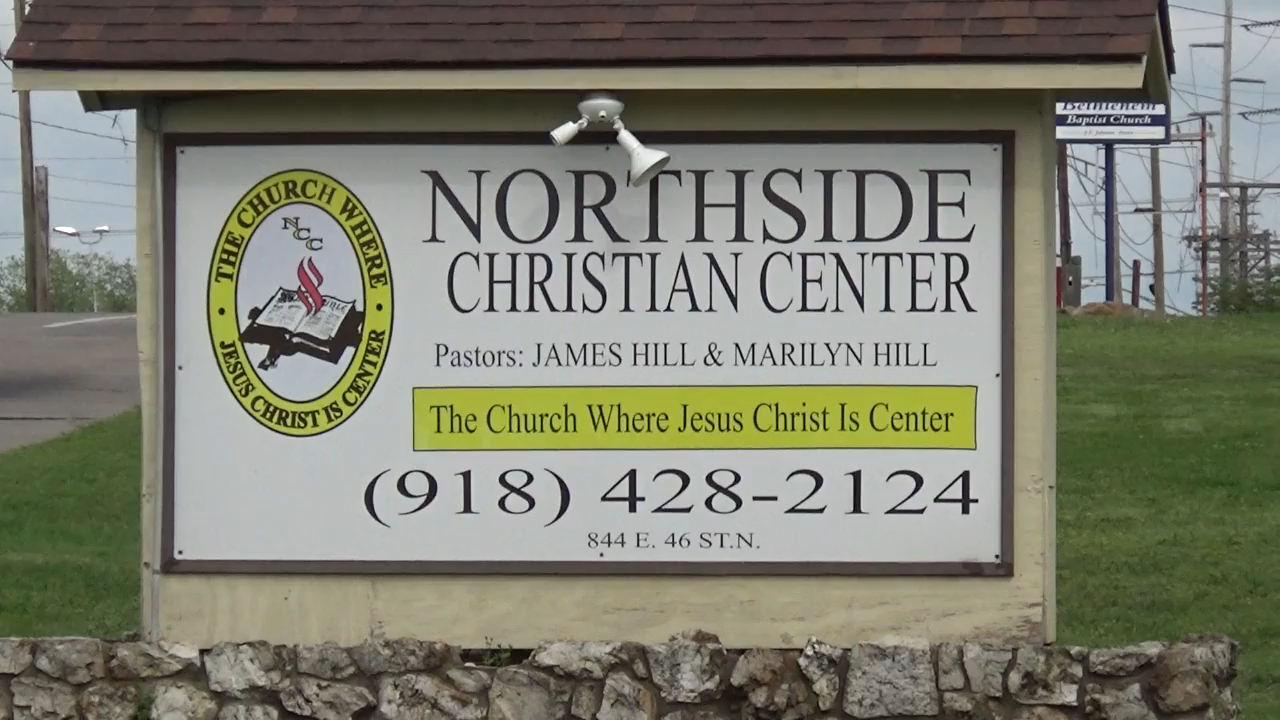 THE CHURCH WHERE
NCC
JESUS CHRIST IS CENTER
NORTHSIDE
CHRISTIAN CENTER
Pastors: JAMES HILL & MARILYN HILL
The Church Where Jesus Christ Is Center
(918) 428-2124
844 E. 46 ST.N.
Bethlehem
Baptist Church